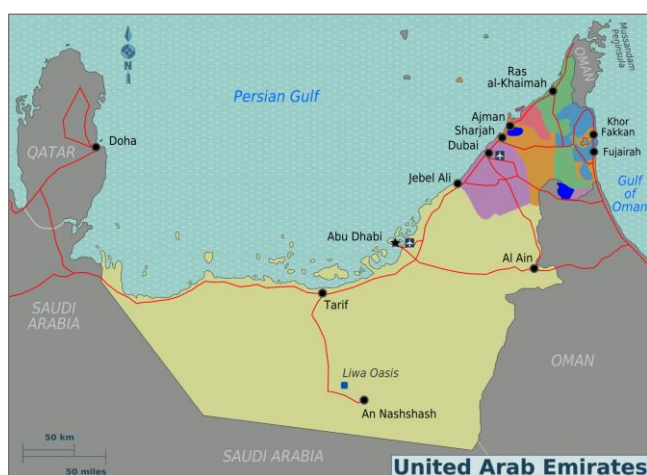 N
Persian Gulf
Mussandam
Peninsula
OMAN
Ras
al-Khaimah
Ajman
Sharjah
Dubai
Khor
Fakkan
Fujairah
Doha
QATAR
Jebel Ali
Gulf
of
Oman
Abu Dhabi
Al Ain
SAUDI
ARABIA
Tarif
Liwa Oasis
An Nashshash
OMAN
50 km
50 miles
SAUDI ARABIA
United Arab Emirates